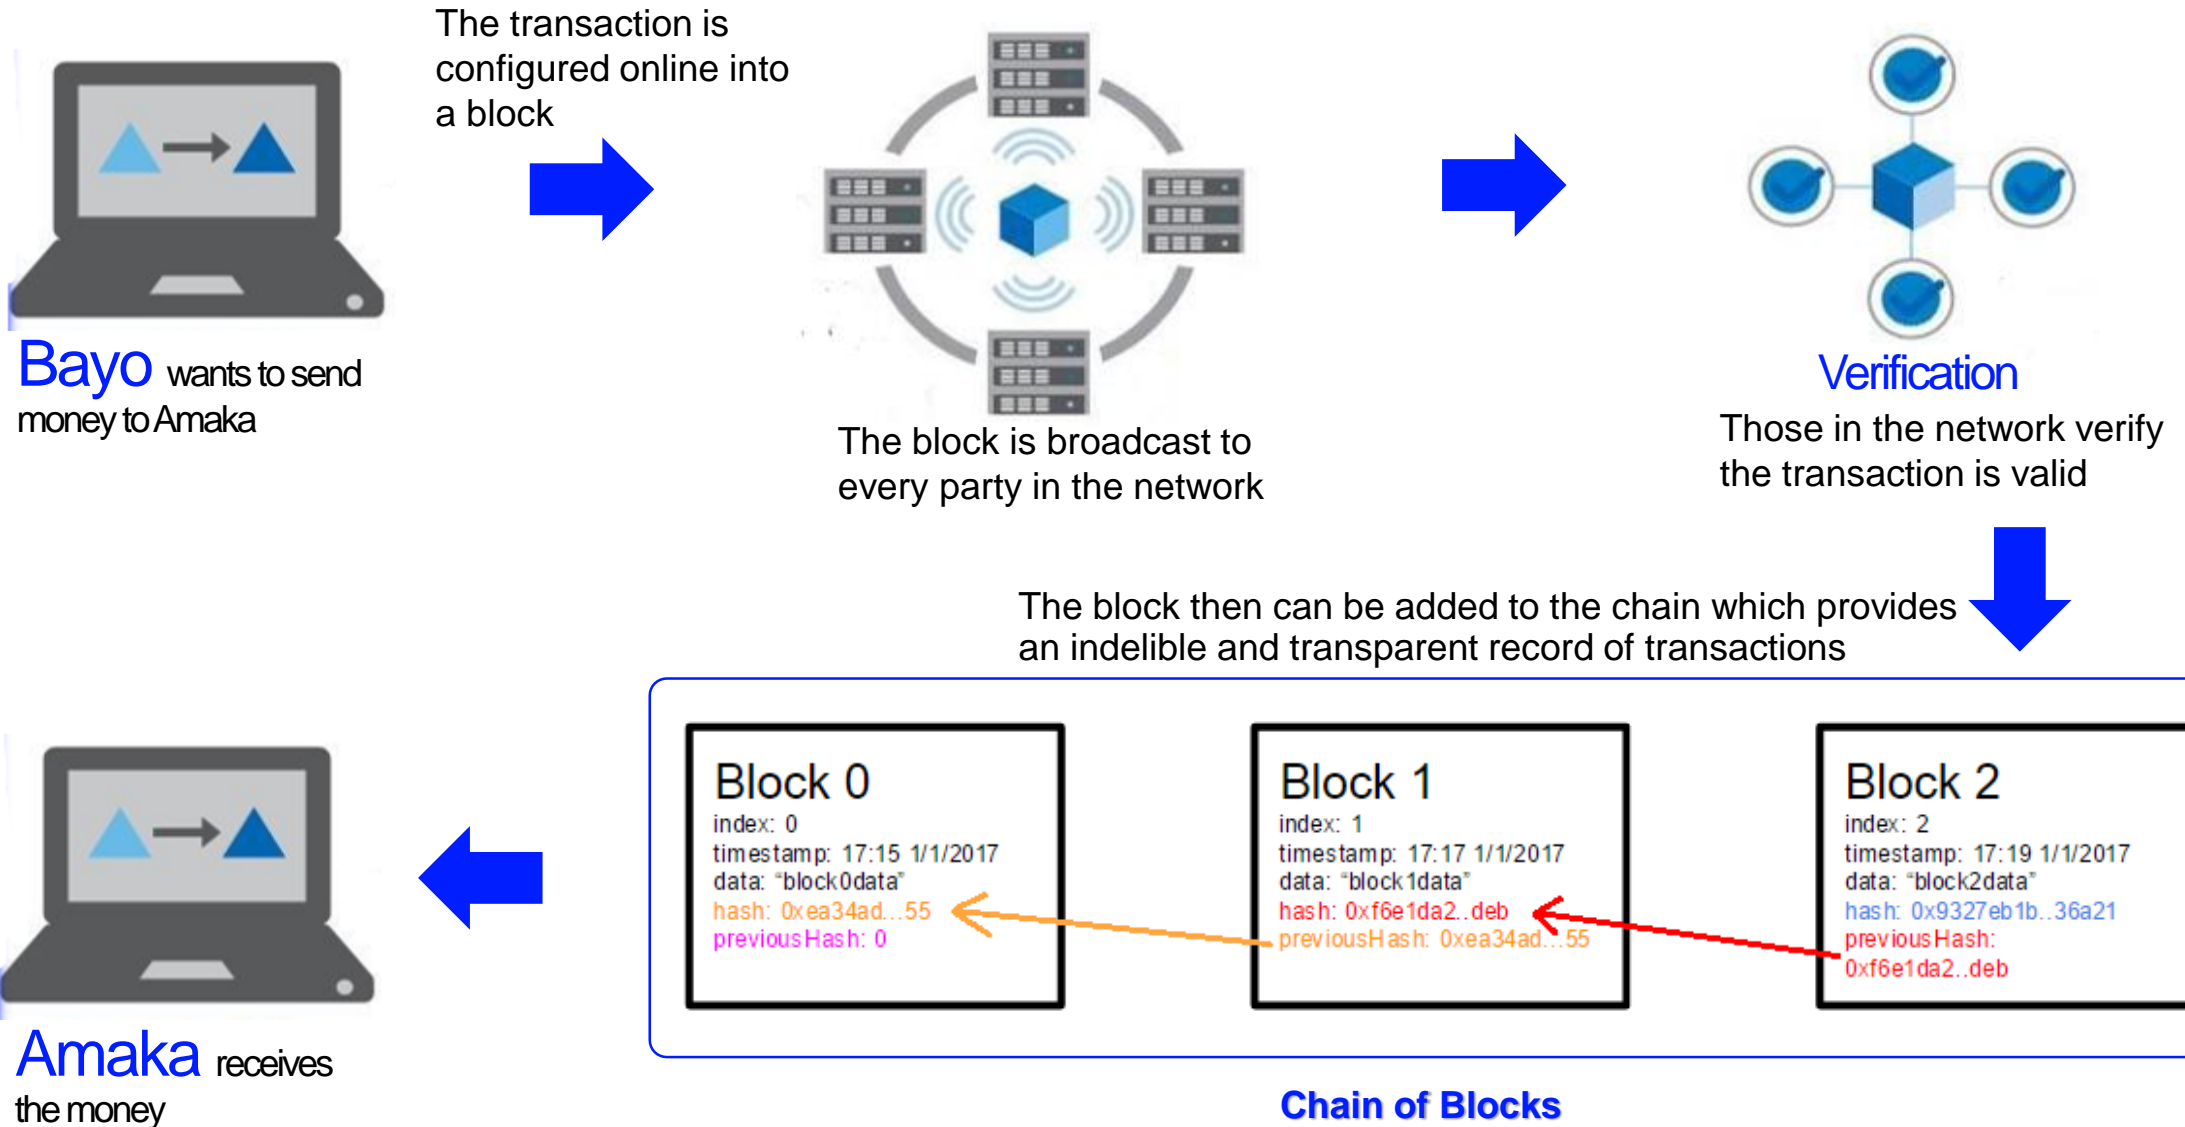 The transaction is
configured online into
a block
Bayo wants to send
money to Amaka
The block is broadcast to
every party in the network
Verification
Those in the network verify
the transaction is valid
The block then can be added to the chain which provides
an indelible and transparent record of transactions
Block 0
index: 0
timestamp: 17:15 1/1/2017
data: “block0data”
hash: 0xea34ad...55
previousHash: 0
Block 1
index: 1
timestamp: 17:17 1/1/2017
data: “block1data”
hash: 0xf6e1da2..deb
previousHash: 0xea34ad...55
Block 2
index: 2
timestamp: 17:19 1/1/2017
data: “block2data”
hash: 0x9327eb1b..36a21
previousHash:
0xf6e1da2..deb
Amaka receives
the money
Chain of Blocks